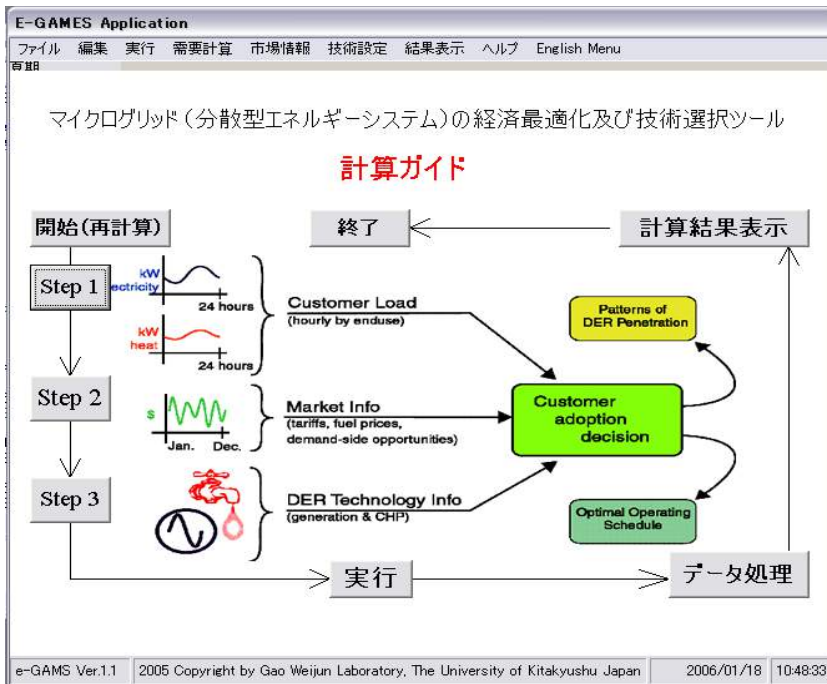 E-GAMES Application
ファイル 編集 実行 需要計算 市場情報 技術設定 結果表示 ヘルプ English Menu
マイクログリッド(分散型エネルギーシステム)の経済最適化及び技術選択ツール
計算ガイド
開始(再計算)
終了
計算結果表示
Step 1
kW
ectricity
24 hours
kW
heat
24 hours
Customer Load
(hourly by enduse)
Patterns of
DER Penetration
Step 2
$
Jan. Dec.
Market Info
(tariffs, fuel prices,
demand-side opportunities)
Customer
adoption
decision
Step 3
DER Technology Info
(generation & CHP)
Optimal Operating
Schedule
実行
データ処理
e-GAMS Ver.1.1 2005 Copyright by Gao Weijun Laboratory, The University of Kitakyushu Japan 2006/01/18 10:48:33